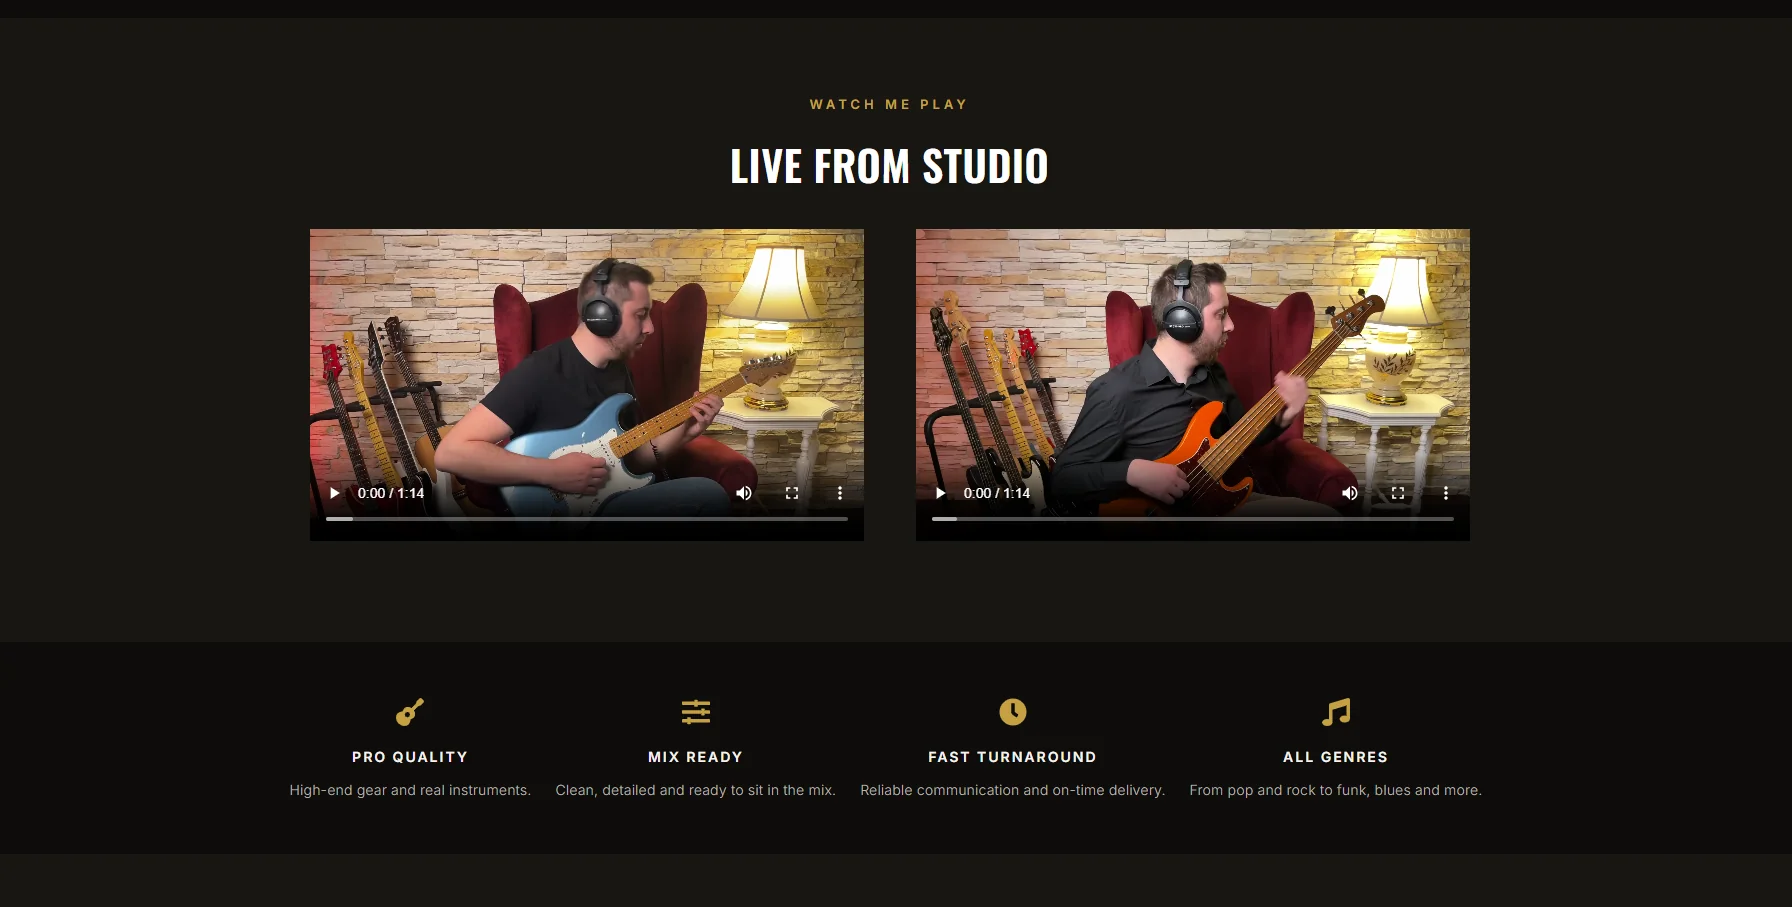 WATCH ME PLAY
LIVE FROM STUDIO
0:00 / 1:14
0:00 / 1:14
PRO QUALITY
High-end gear and real instruments.
MIX READY
Clean, detailed and ready to sit in the mix.
FAST TURNAROUND
Reliable communication and on-time delivery.
ALL GENRES
From pop and rock to funk, blues and more.